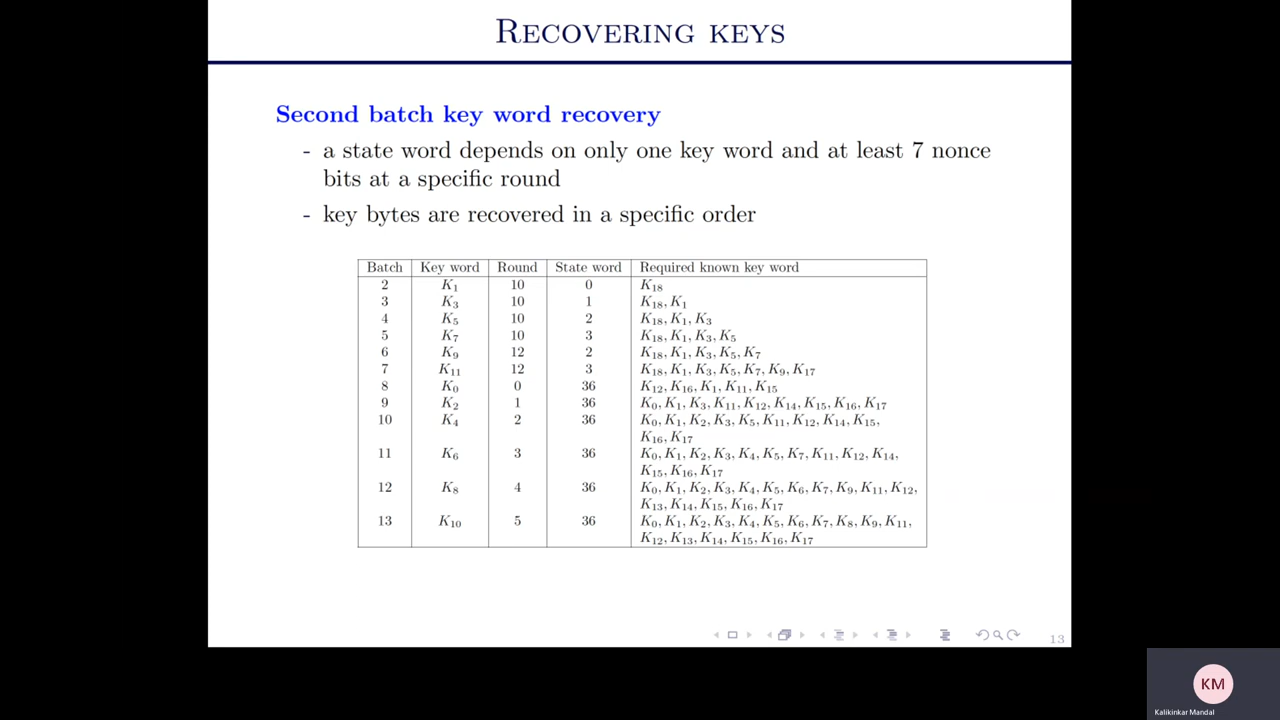 RECOVERING KEYS
Second batch key word recovery
- a state word depends on only one key word and at least 7 nonce
bits at a specific round
- key bytes are recovered in a specific order
Batch Key word Round State word Required known key word
2 K1 10 0 K18
3 K3 10 1 K18, K1
4 K5 10 2 K18, K1, K3
5 K7 10 3 K18, K1, K3, K5
6 K9 12 2 K18, K1, K3, K5, K7
7 K11 12 3 K18, K1, K3, K5, K7, K9, K17
8 K0 0 36 K12, K16, K1, K11, K15
9 K2 1 36 K0, K1, K3, K11, K12, K14, K15, K16, K17
10 K4 2 36 K0, K1, K2, K3, K5, K11, K12, K14, K15,
K16, K17
11 K6 3 36 K0, K1, K2, K3, K4, K5, K7, K11, K12, K14,
K15, K16, K17
12 K8 4 36 K0, K1, K2, K3, K4, K5, K6, K7, K9, K11, K12,
K13, K14, K15, K16, K17
13 K10 5 36 K0, K1, K2, K3, K4, K5, K6, K7, K8, K9, K11,
K12, K13, K14, K15, K16, K17
13
KM
Kalikinkar Mandal